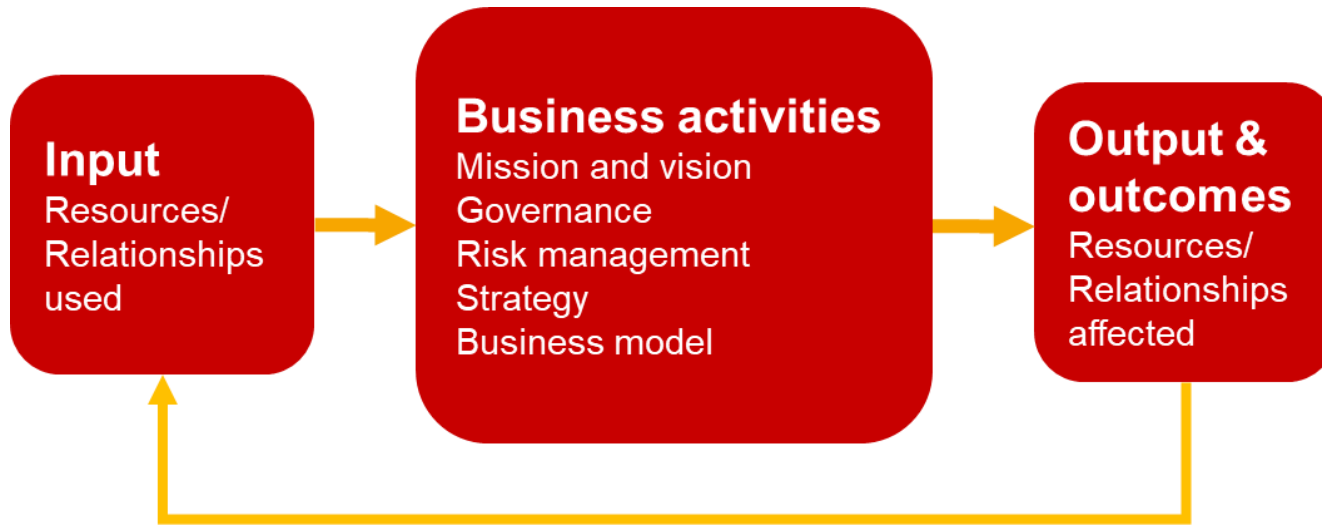 Input
Resources/
Relationships
used
Business activities
Mission and vision
Governance
Risk management
Strategy
Business model
Output &
outcomes
Resources/
Relationships
affected